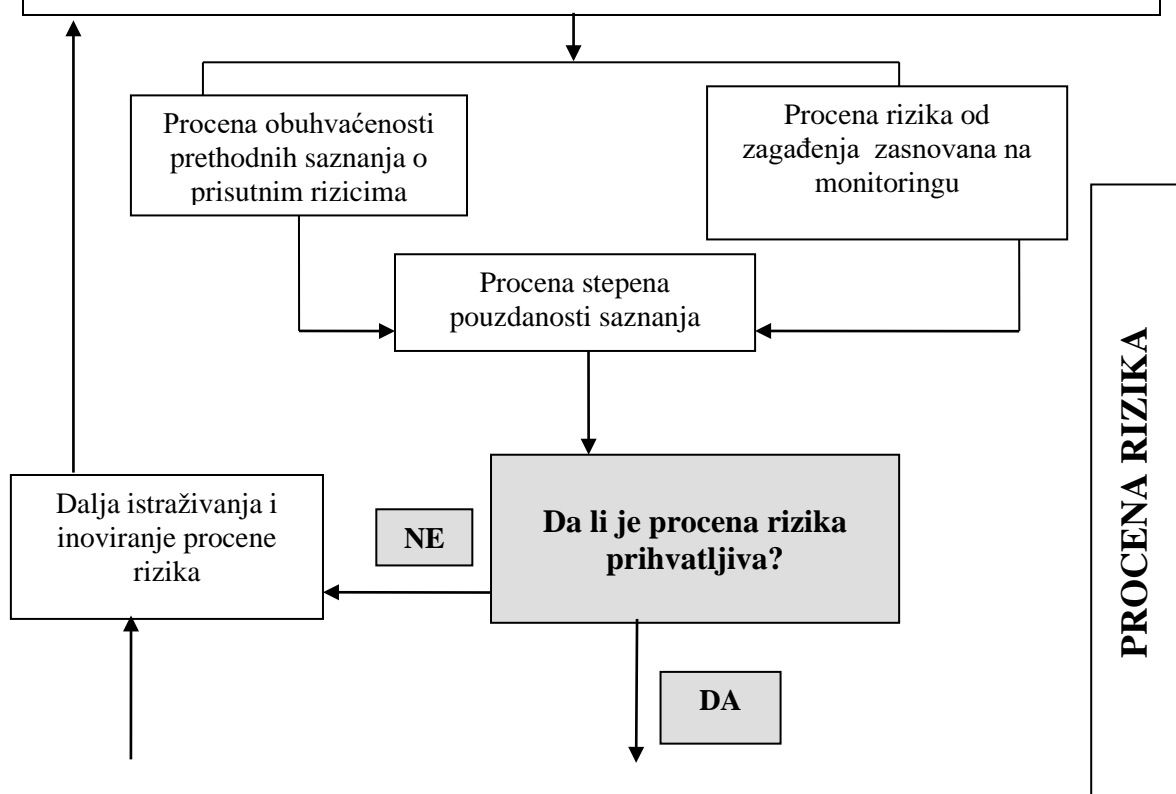 Procena obuhvaćenosti
prethodnih saznanja o
prisutnim rizicima
Procena rizika od
zagađenja zasnovana na
monitoringu
Procena stepena
pouzdanosti saznanja
Dalja istraživanja i
inoviranje procene
rizika
NE
Da li je procena rizika
prihvatljiva?
DA
PROCENA RIZIKA